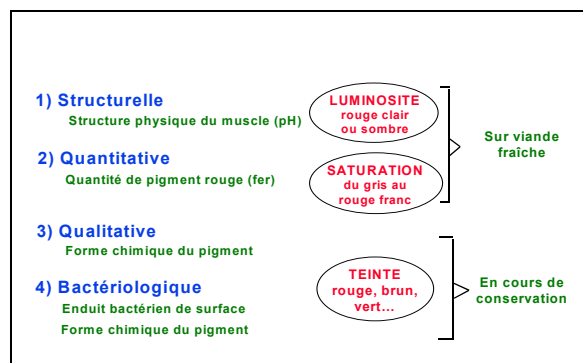 1) Structurelle
Structure physique du muscle (pH)
LUMINOSITE
rouge clair
ou sombre
2) Quantitative
Quantité de pigment rouge (fer)
SATURATION
du gris au
rouge franc
Sur viande
fraîche
3) Qualitative
Forme chimique du pigment
4) Bactériologique
Enduit bactérien de surface
Forme chimique du pigment
TEINTE
rouge, brun,
vert...
En cours de
conservation